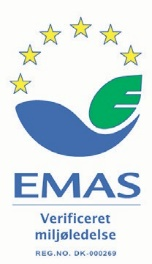 EMAS
Verificeret
miljøledelse
REG.NO. DK-000269